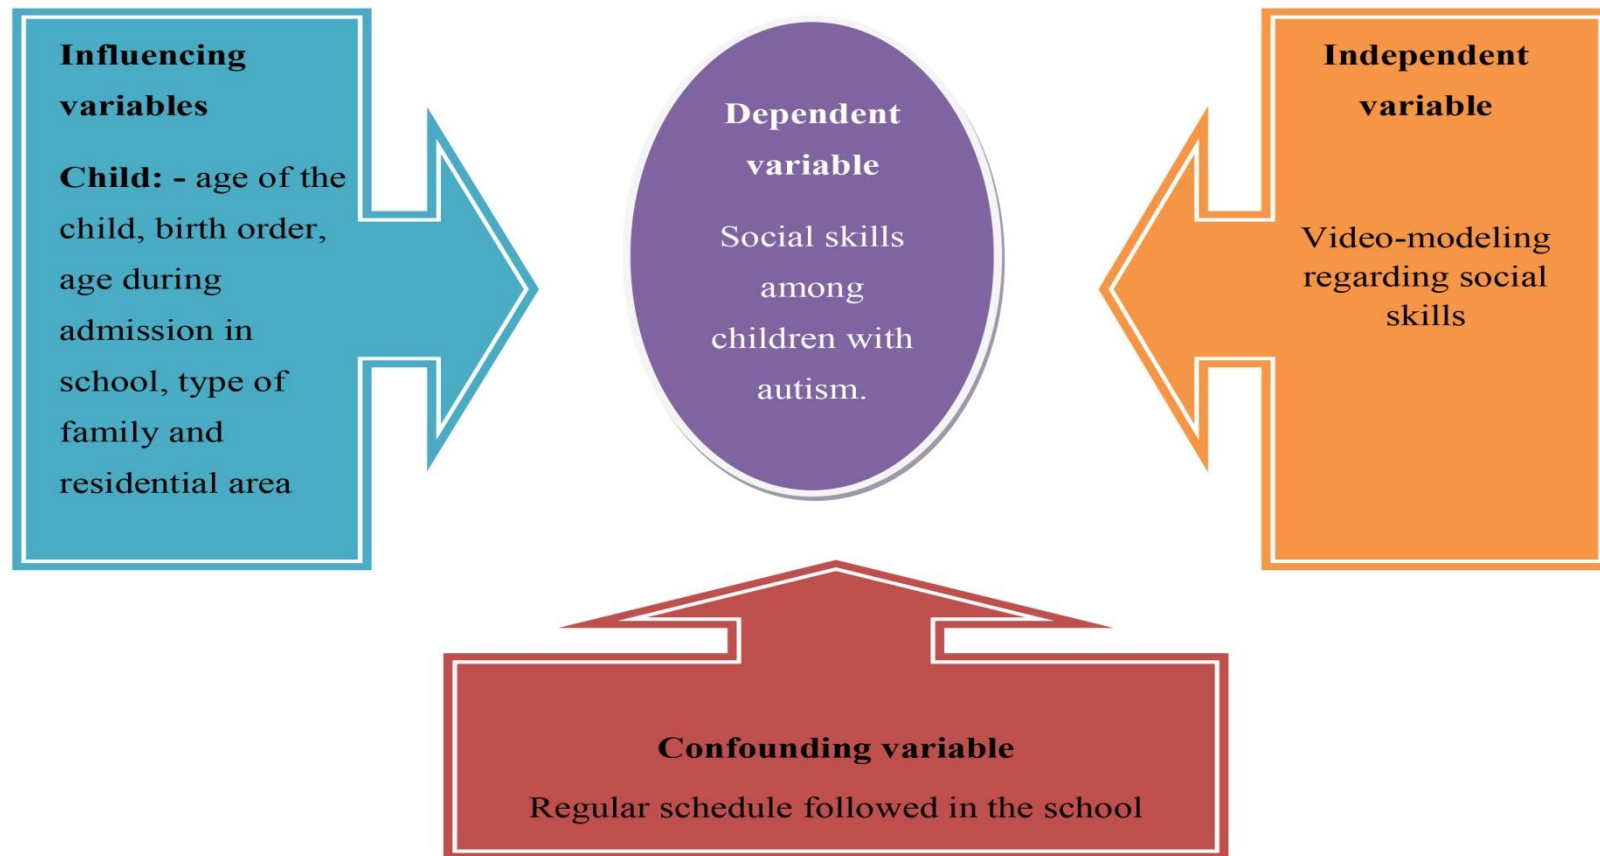 Influencing
variables
Child: - age of the
child, birth order,
age during
admission in
school, type of
family and
residential area
Dependent
variable
Social skills
among
children with
autism.
Independent
variable
Video-modeling
regarding social
skills
Confounding variable
Regular schedule followed in the school